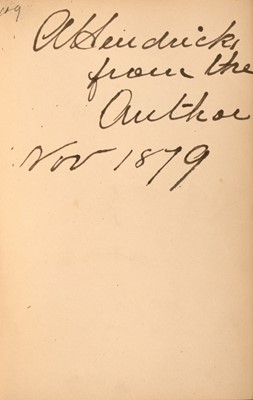 A Hendricks
from the
Author
Nov 1879